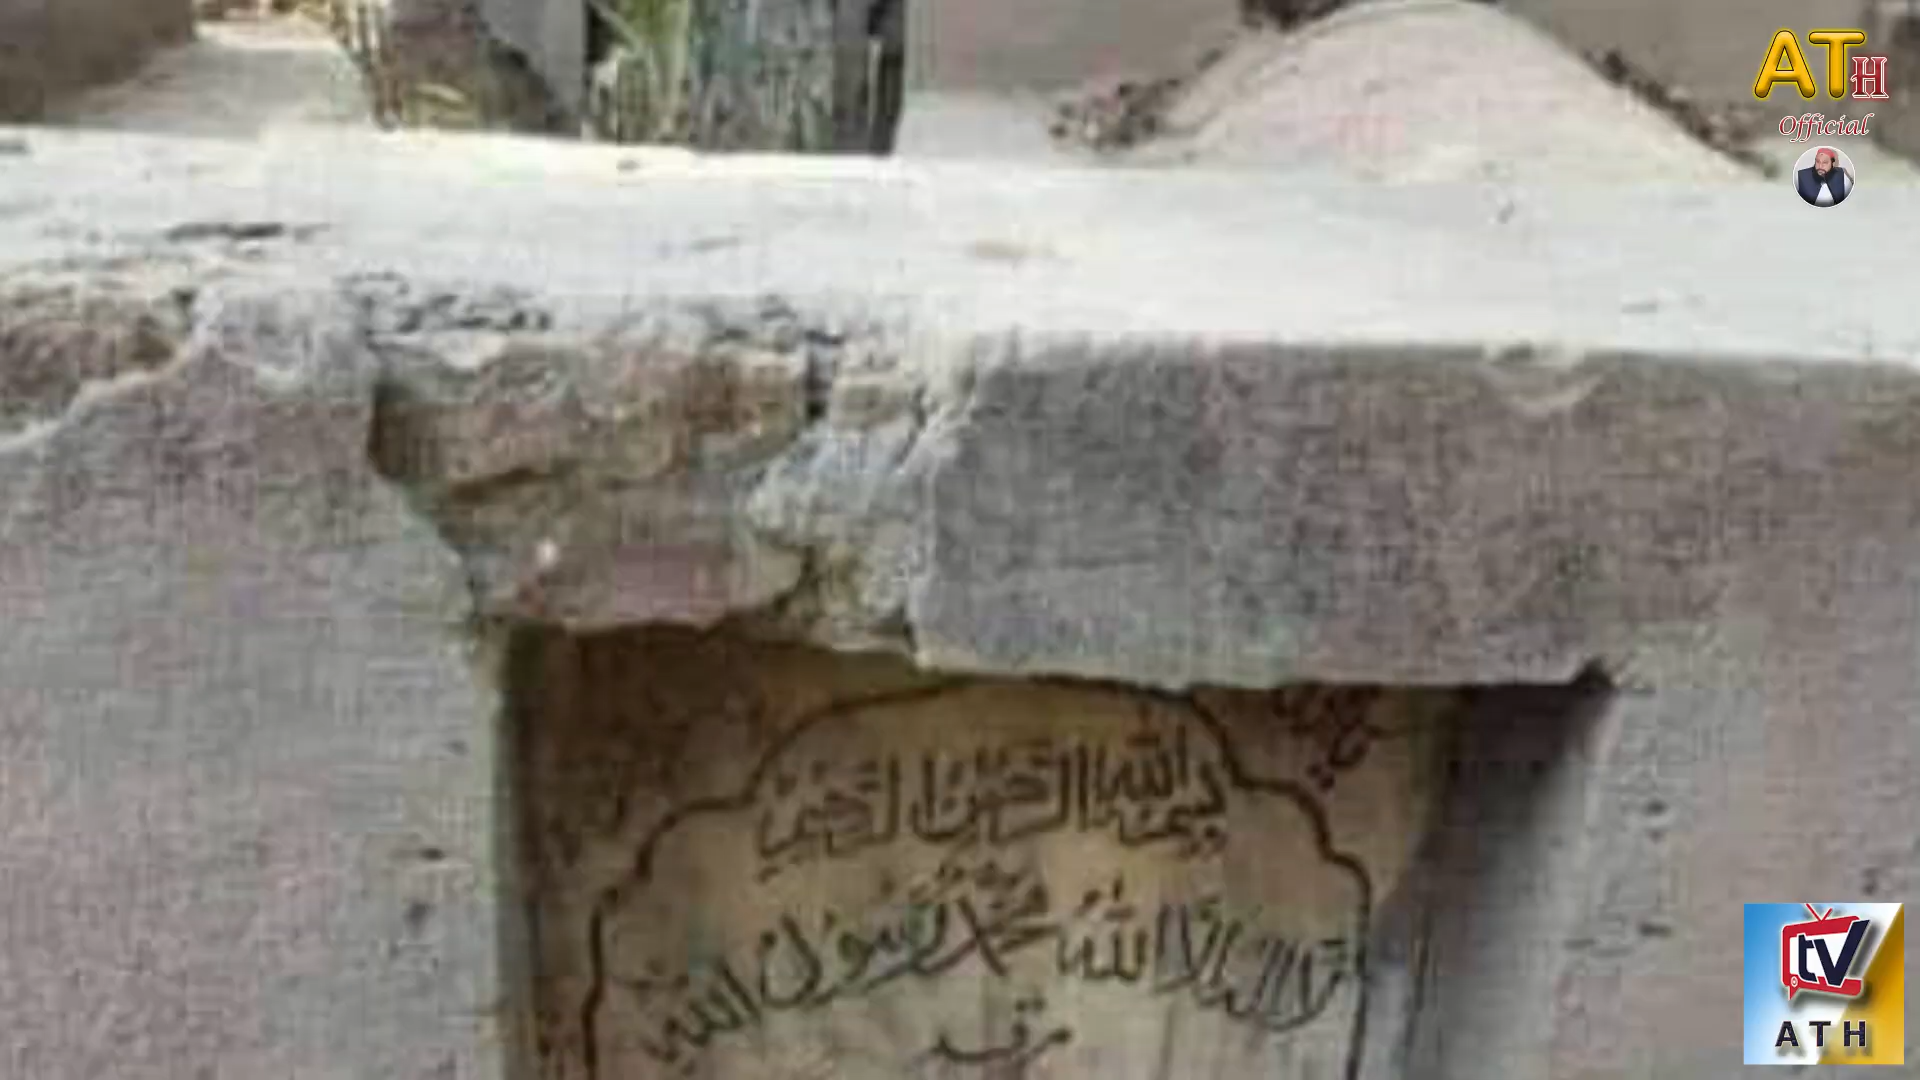 ATH
Official
بسم الله الرحمن الرحيم
لا اله الا الله محمد رسول الله
مرقد
tv
ATH